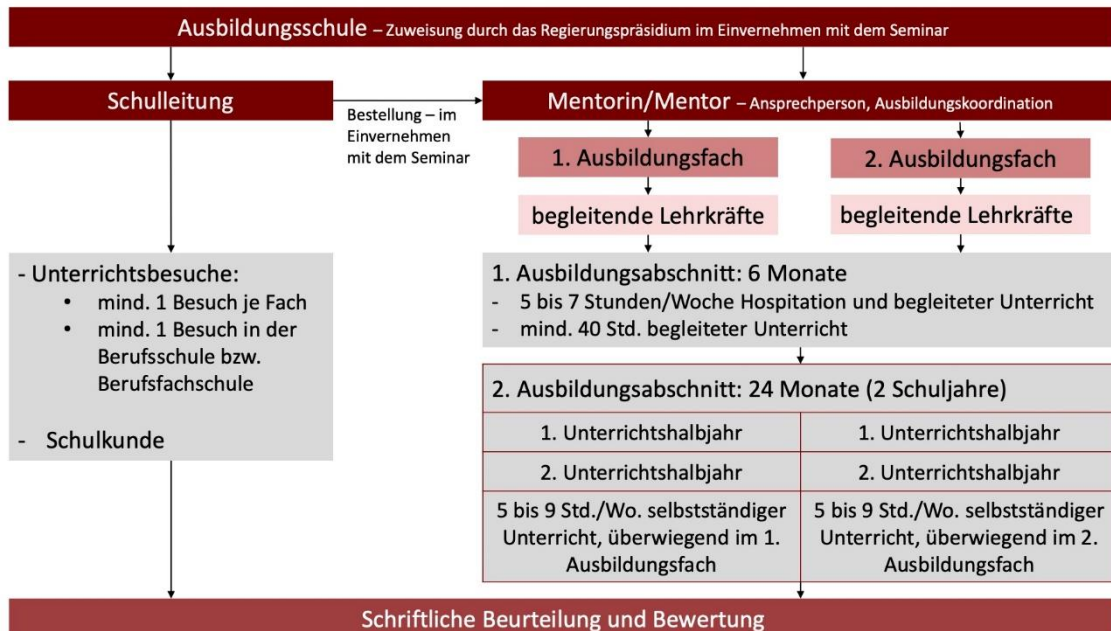 Ausbildungsschule – Zuweisung durch das Regierungspräsidium im Einvernehmen mit dem Seminar
Schulleitung
Bestellung – im
Einvernehmen
mit dem Seminar
Mentorin/Mentor – Ansprechperson, Ausbildungskoordination
1. Ausbildungsfach
2. Ausbildungsfach
begleitende Lehrkräfte
begleitende Lehrkräfte
- Unterrichtsbesuche:
• mind. 1 Besuch je Fach
• mind. 1 Besuch in der
Berufsschule bzw.
Berufsfachschule
- Schulkunde
1. Ausbildungsabschnitt: 6 Monate
- 5 bis 7 Stunden/Woche Hospitation und begleiteter Unterricht
- mind. 40 Std. begleiteter Unterricht
2. Ausbildungsabschnitt: 24 Monate (2 Schuljahre)
1. Unterrichtshalbjahr
1. Unterrichtshalbjahr
2. Unterrichtshalbjahr
2. Unterrichtshalbjahr
5 bis 9 Std./Wo. selbstständiger
Unterricht, überwiegend im 1.
Ausbildungsfach
5 bis 9 Std./Wo. selbstständiger
Unterricht, überwiegend im 2.
Ausbildungsfach
Schriftliche Beurteilung und Bewertung